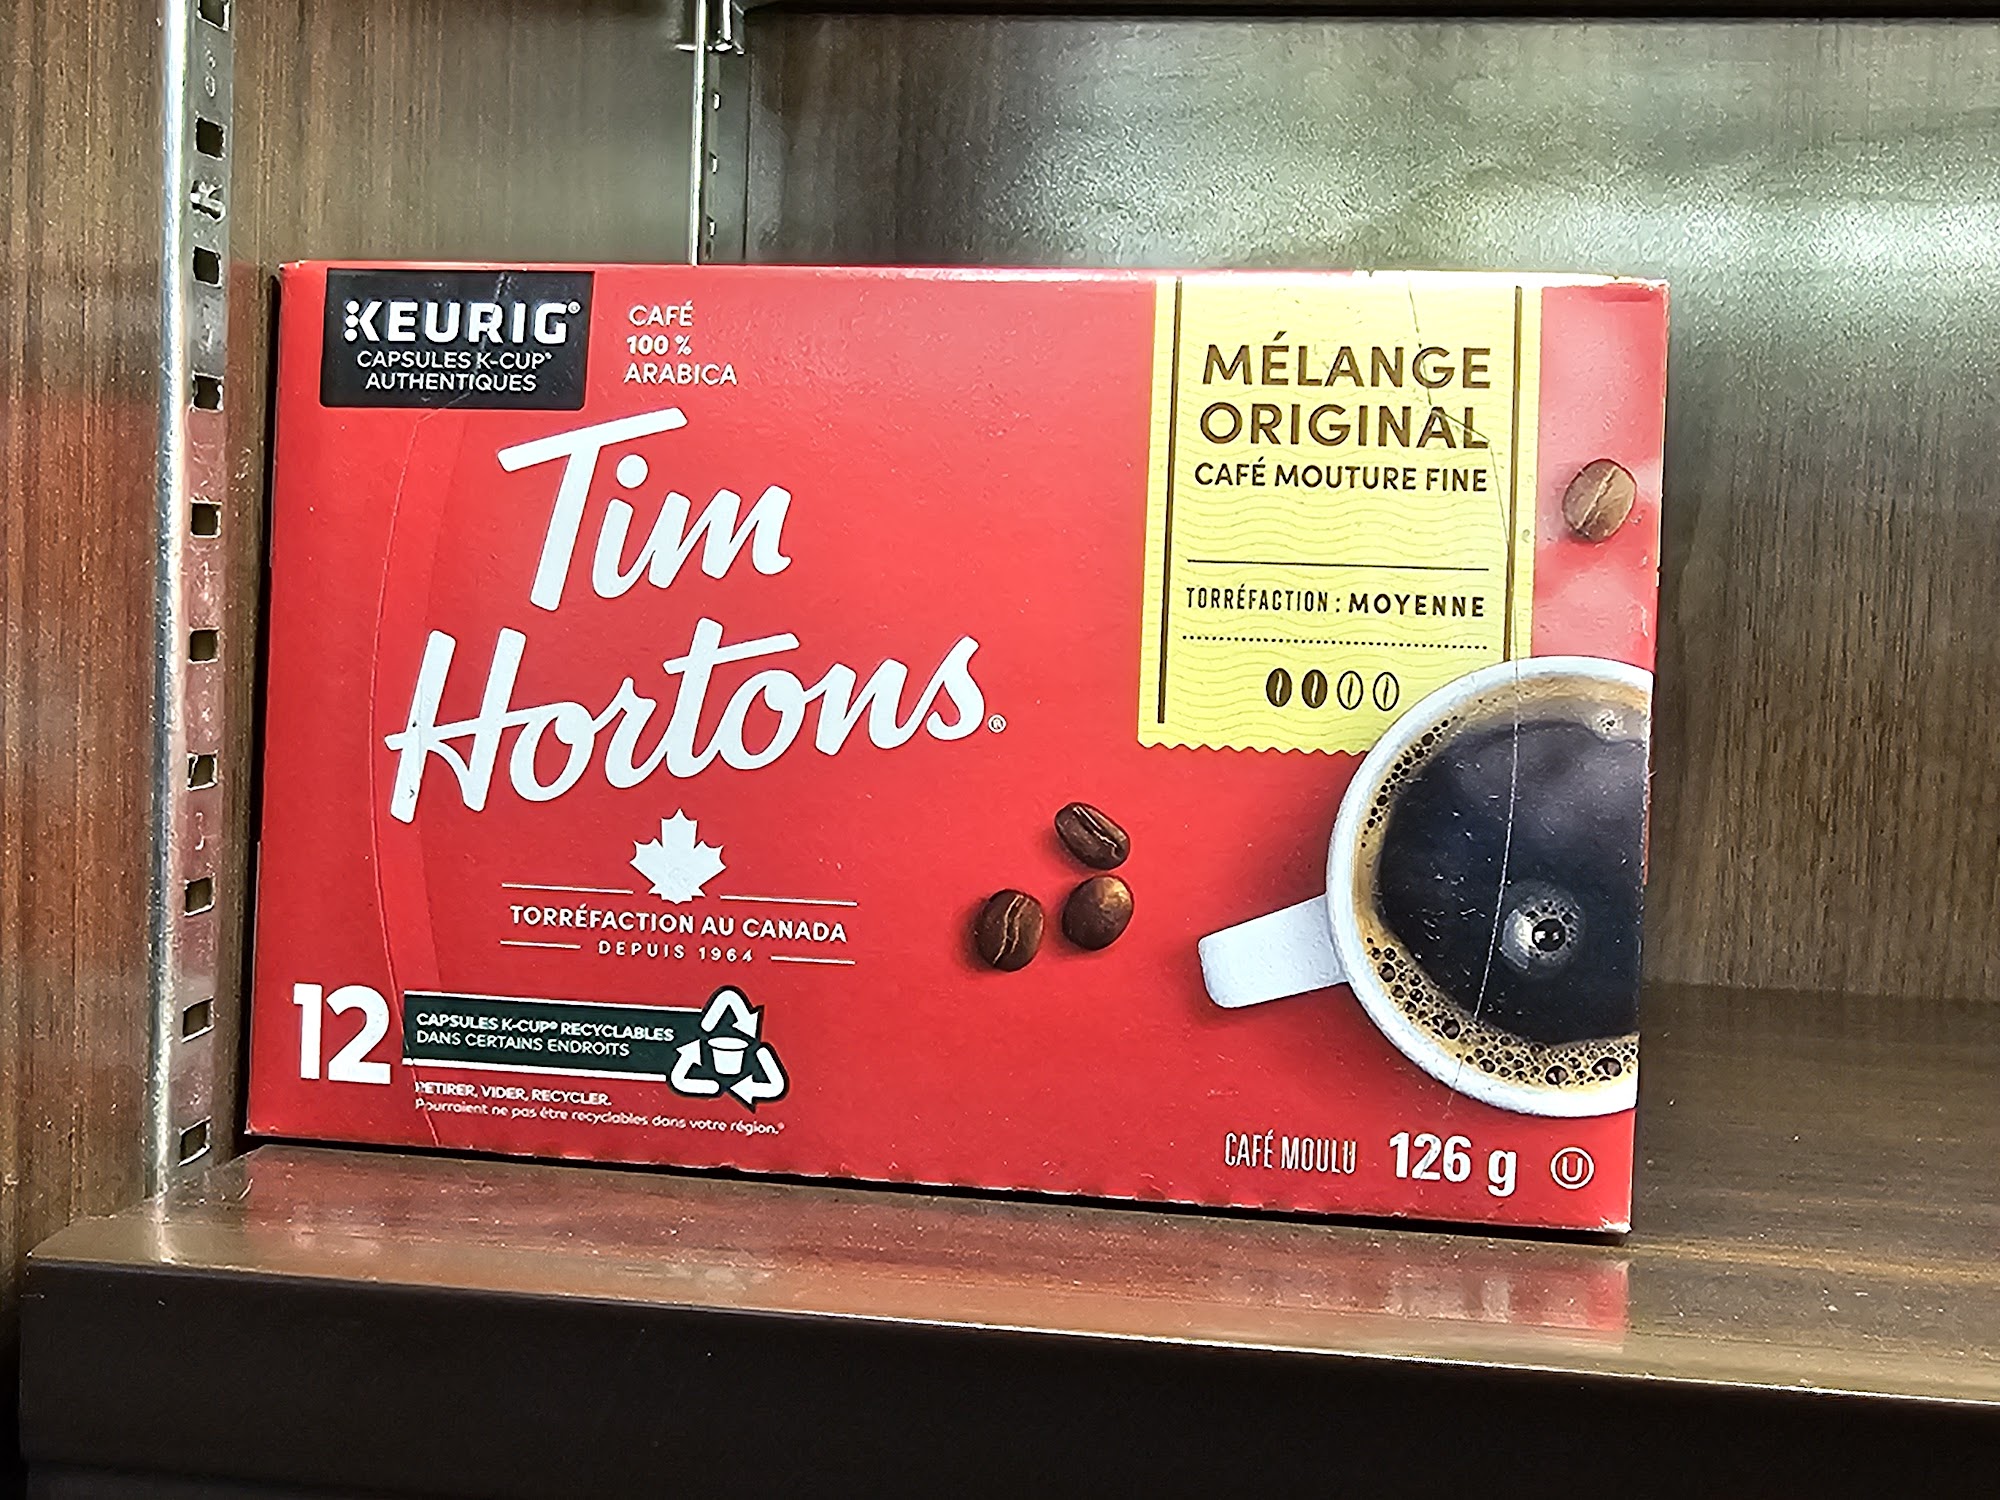 KEURIG®
CAPSULES K-CUP®
AUTHENTIQUES
CAFÉ
100 %
ARABICA
Tim
Hortons®
TORRÉFACTION AU CANADA
DEPUIS 1964
12
CAPSULES K-CUP® RECYCLABLES
DANS CERTAINS ENDROITS
RETIRER, VIDER, RECYCLER.
Pourraient ne pas être recyclables dans votre région.*
MÉLANGE
ORIGINAL
CAFÉ MOUTURE FINE
TORRÉFACTION : MOYENNE
CAFÉ MOULU 126 g U